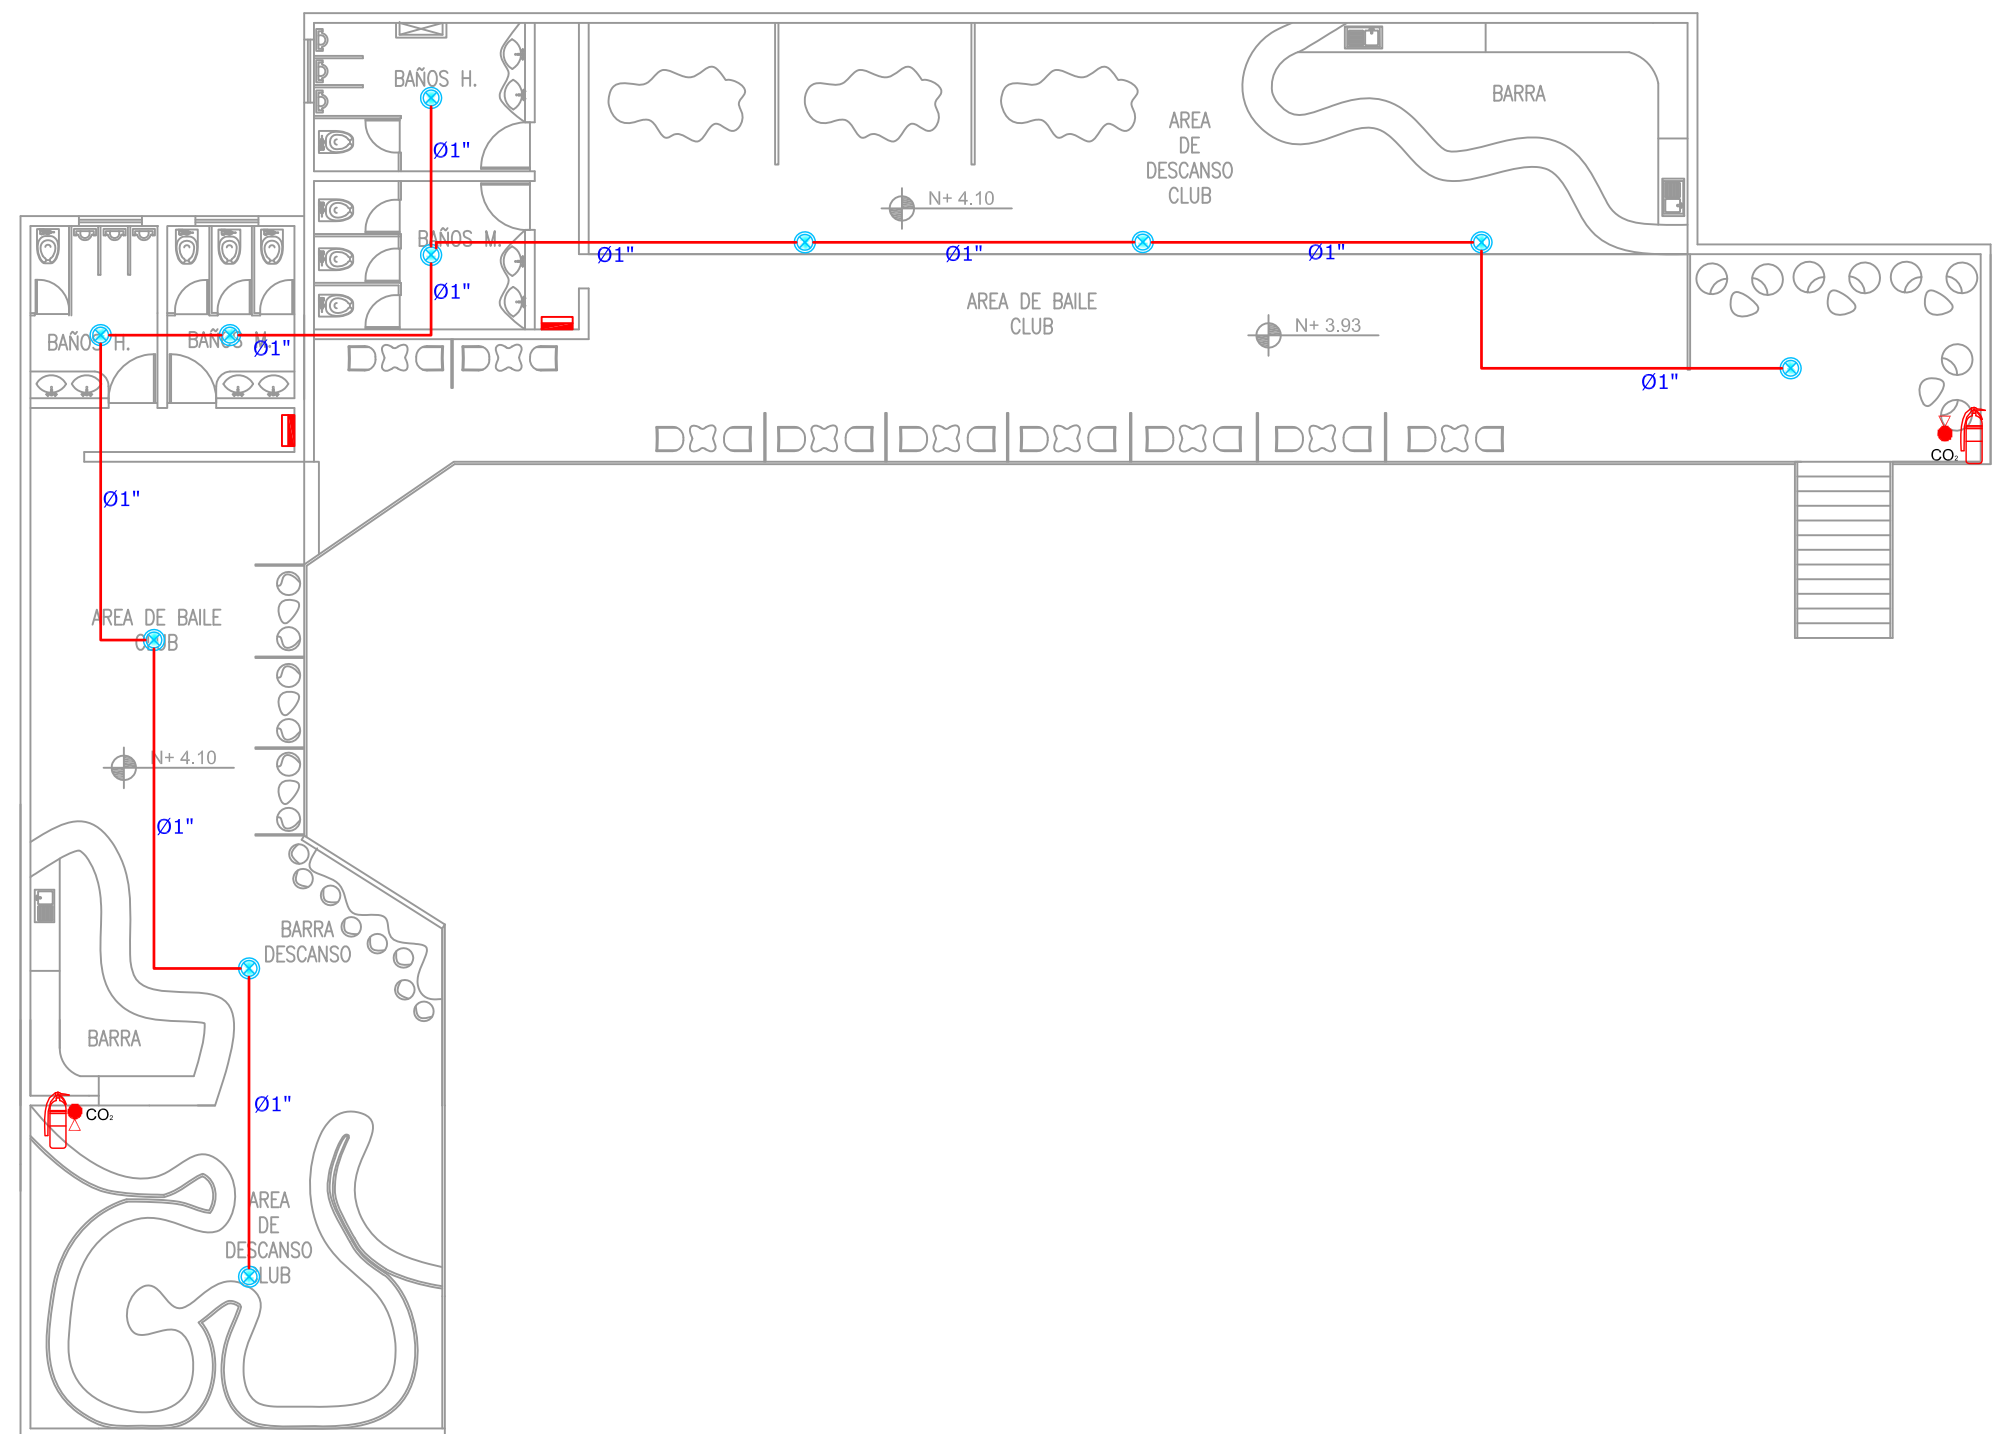 BAÑOS H.
BARRA
AREA
DE
DESCANSO
CLUB
Ø1"
N+ 4.10
BAÑOS M.
Ø1"
Ø1"
Ø1"
Ø1"
AREA DE BAILE
CLUB
N+ 3.93
BAÑOS H.
BAÑOS M.
Ø1"
Ø1"
CO₂
Ø1"
AREA DE BAILE
CLUB
N+ 4.10
Ø1"
BARRA
DESCANSO
BARRA
Ø1"
CO₂
AREA
DE
DESCANSO
CLUB